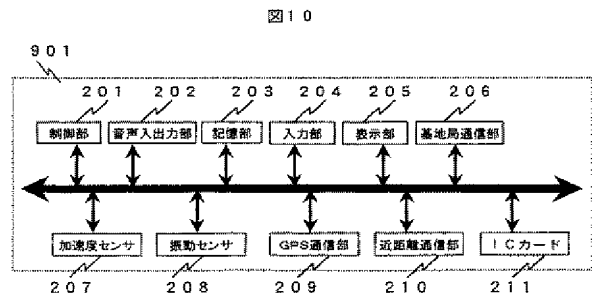 図１０
９０１
２０１ ２０２ ２０３ ２０４ ２０５ ２０６
制御部 音声入出力部 記憶部 入力部 表示部 基地局通信部
加速度センサ 振動センサ GPS通信部 近距離通信部 ＩＣカード
２０７ ２０８ ２０９ ２１０ ２１１